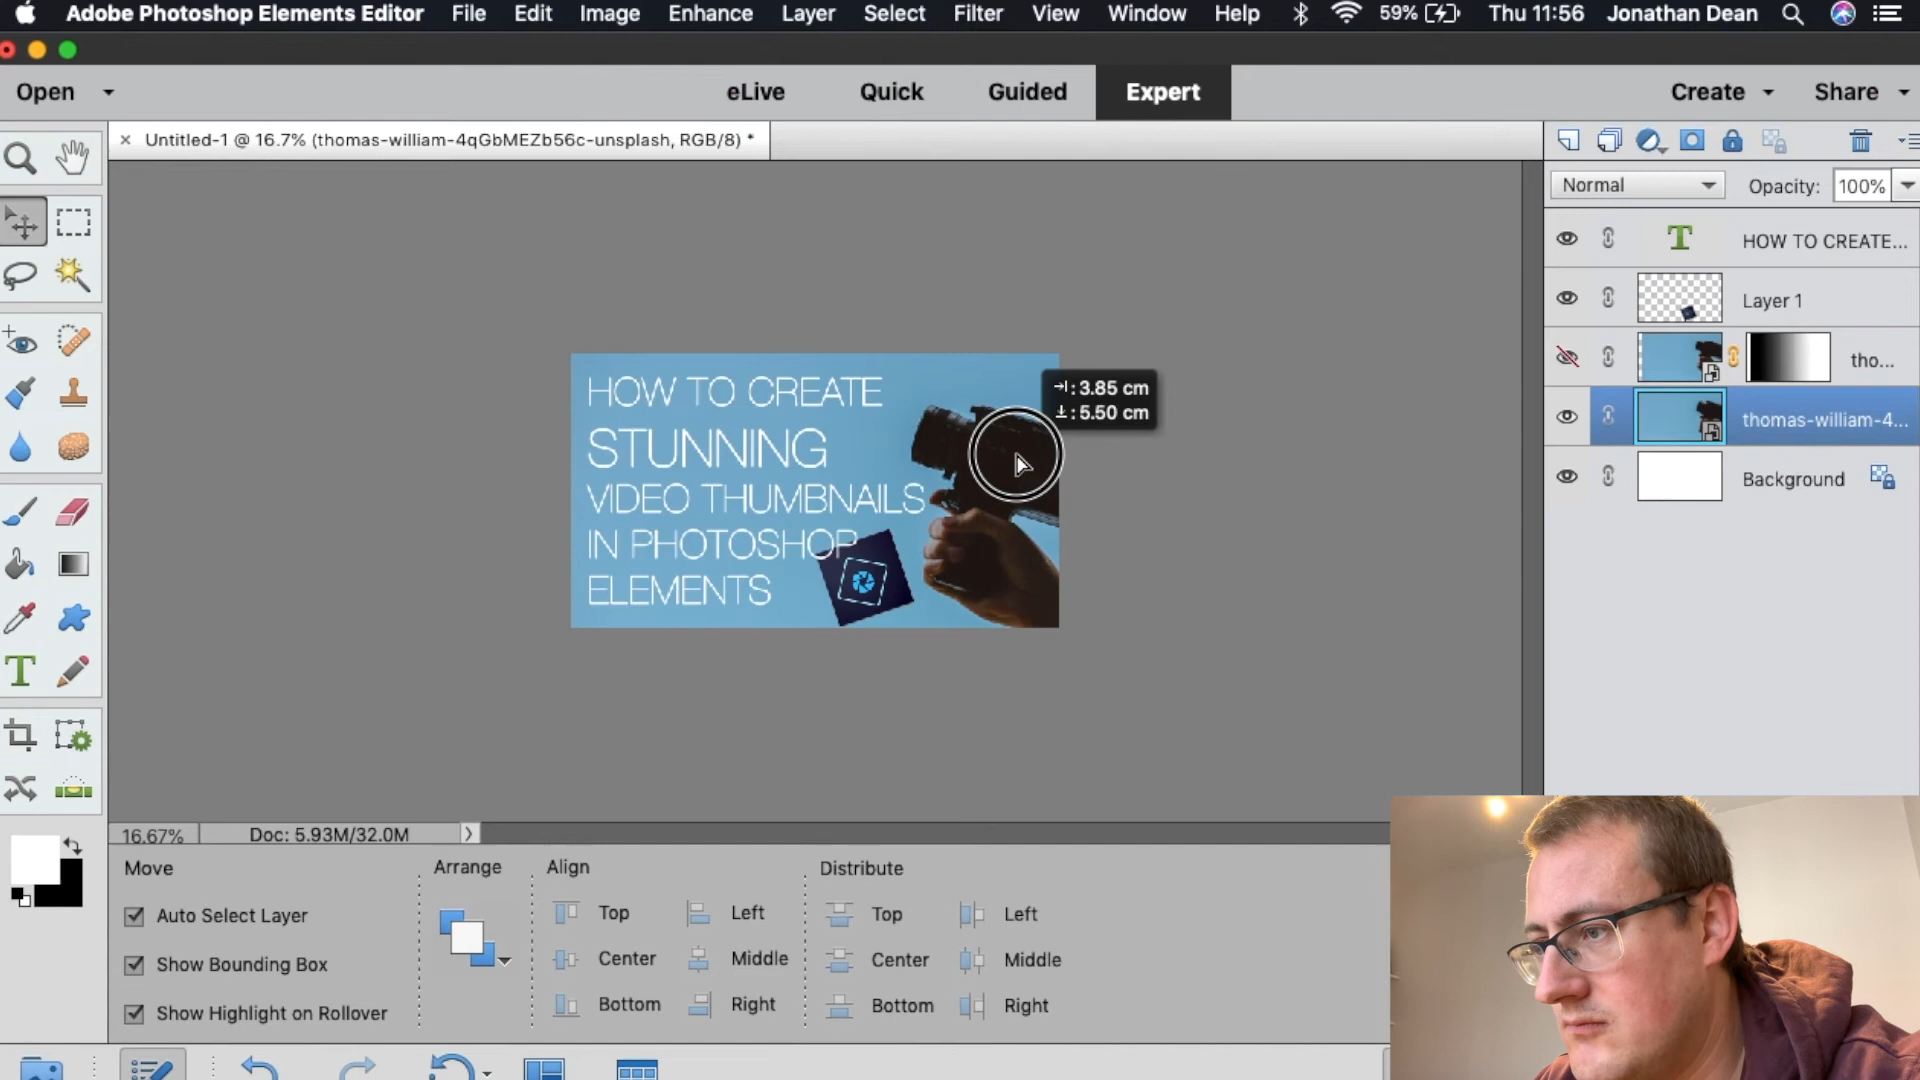 Adobe Photoshop Elements Editor File Edit Image Enhance Layer Select Filter View Window Help 59% Thu 11:56 Jonathan Dean
Open eLive Quick Guided Expert Create Share
× Untitled-1 @ 16.7% (thomas-william-4qGbMEZb56c-unsplash, RGB/8) *
Normal Opacity: 100%
T HOW TO CREATE...
Layer 1
tho...
thomas-william-4...
Background
HOW TO CREATE
STUNNING
VIDEO THUMBNAILS
IN PHOTOSHOP
ELEMENTS
: 3.85 cm
: 5.50 cm
T
16.67% Doc: 5.93M/32.0M
Move Arrange Align Distribute
Auto Select Layer Top Left Top Left
Show Bounding Box Center Middle Center Middle
Show Highlight on Rollover Bottom Right Bottom Right